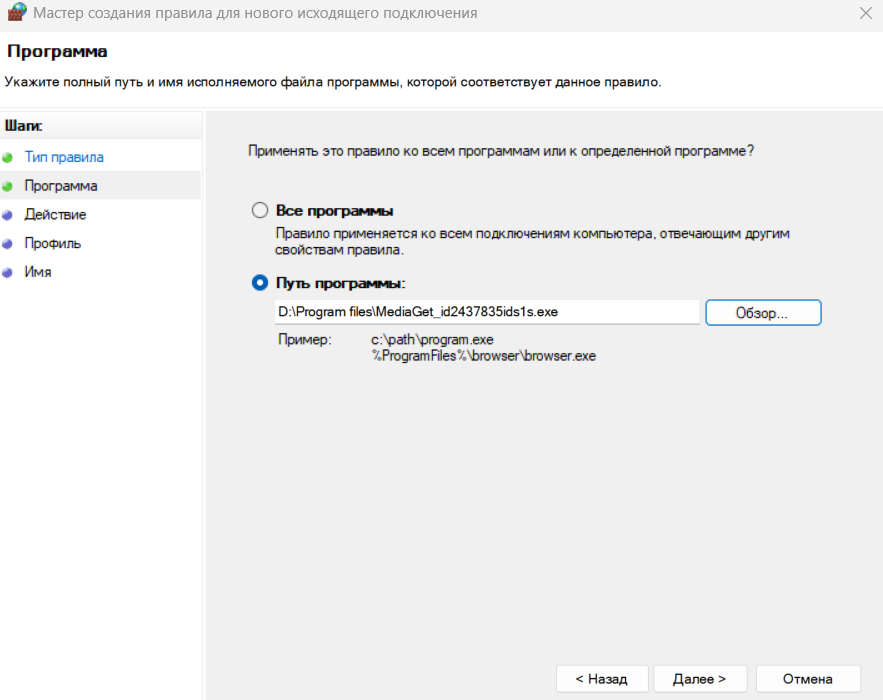 Мастер создания правила для нового исходящего подключения
Программа
Укажите полный путь и имя исполняемого файла программы, которой соответствует данное правило.
Шаги:
Тип правила
Программа
Действие
Профиль
Имя
Применять это правило ко всем программам или к определенной программе?
Все программы
Правило применяется ко всем подключениям компьютера, отвечающим другим
свойствам правила.
Путь программы:
D:\Program files\MediaGet_id2437835ids1s.exe
Обзор...
Пример: c:\path\program.exe
%ProgramFiles%\browser\browser.exe
< Назад
Далее >
Отмена